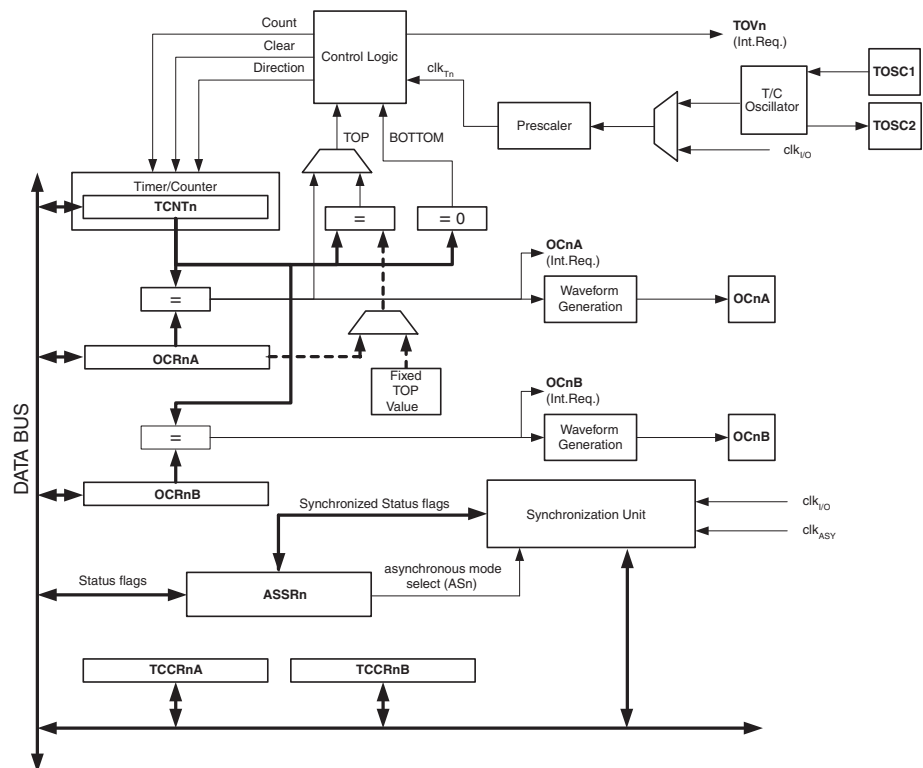 Count
Clear
Direction
Control Logic
clkTn
TOVn
(Int.Req.)
TOSC1
T/C
Oscillator
TOSC2
Prescaler
clkI/O
TOP
BOTTOM
Timer/Counter
TCNTn
=
= 0
OCnA
(Int.Req.)
=
Waveform
Generation
OCnA
OCRnA
Fixed
TOP
Value
OCnB
(Int.Req.)
=
Waveform
Generation
OCnB
OCRnB
DATA BUS
Synchronized Status flags
Synchronization Unit
clkI/O
clkASY
Status flags
ASSRn
asynchronous mode
select (ASn)
TCCRnA
TCCRnB